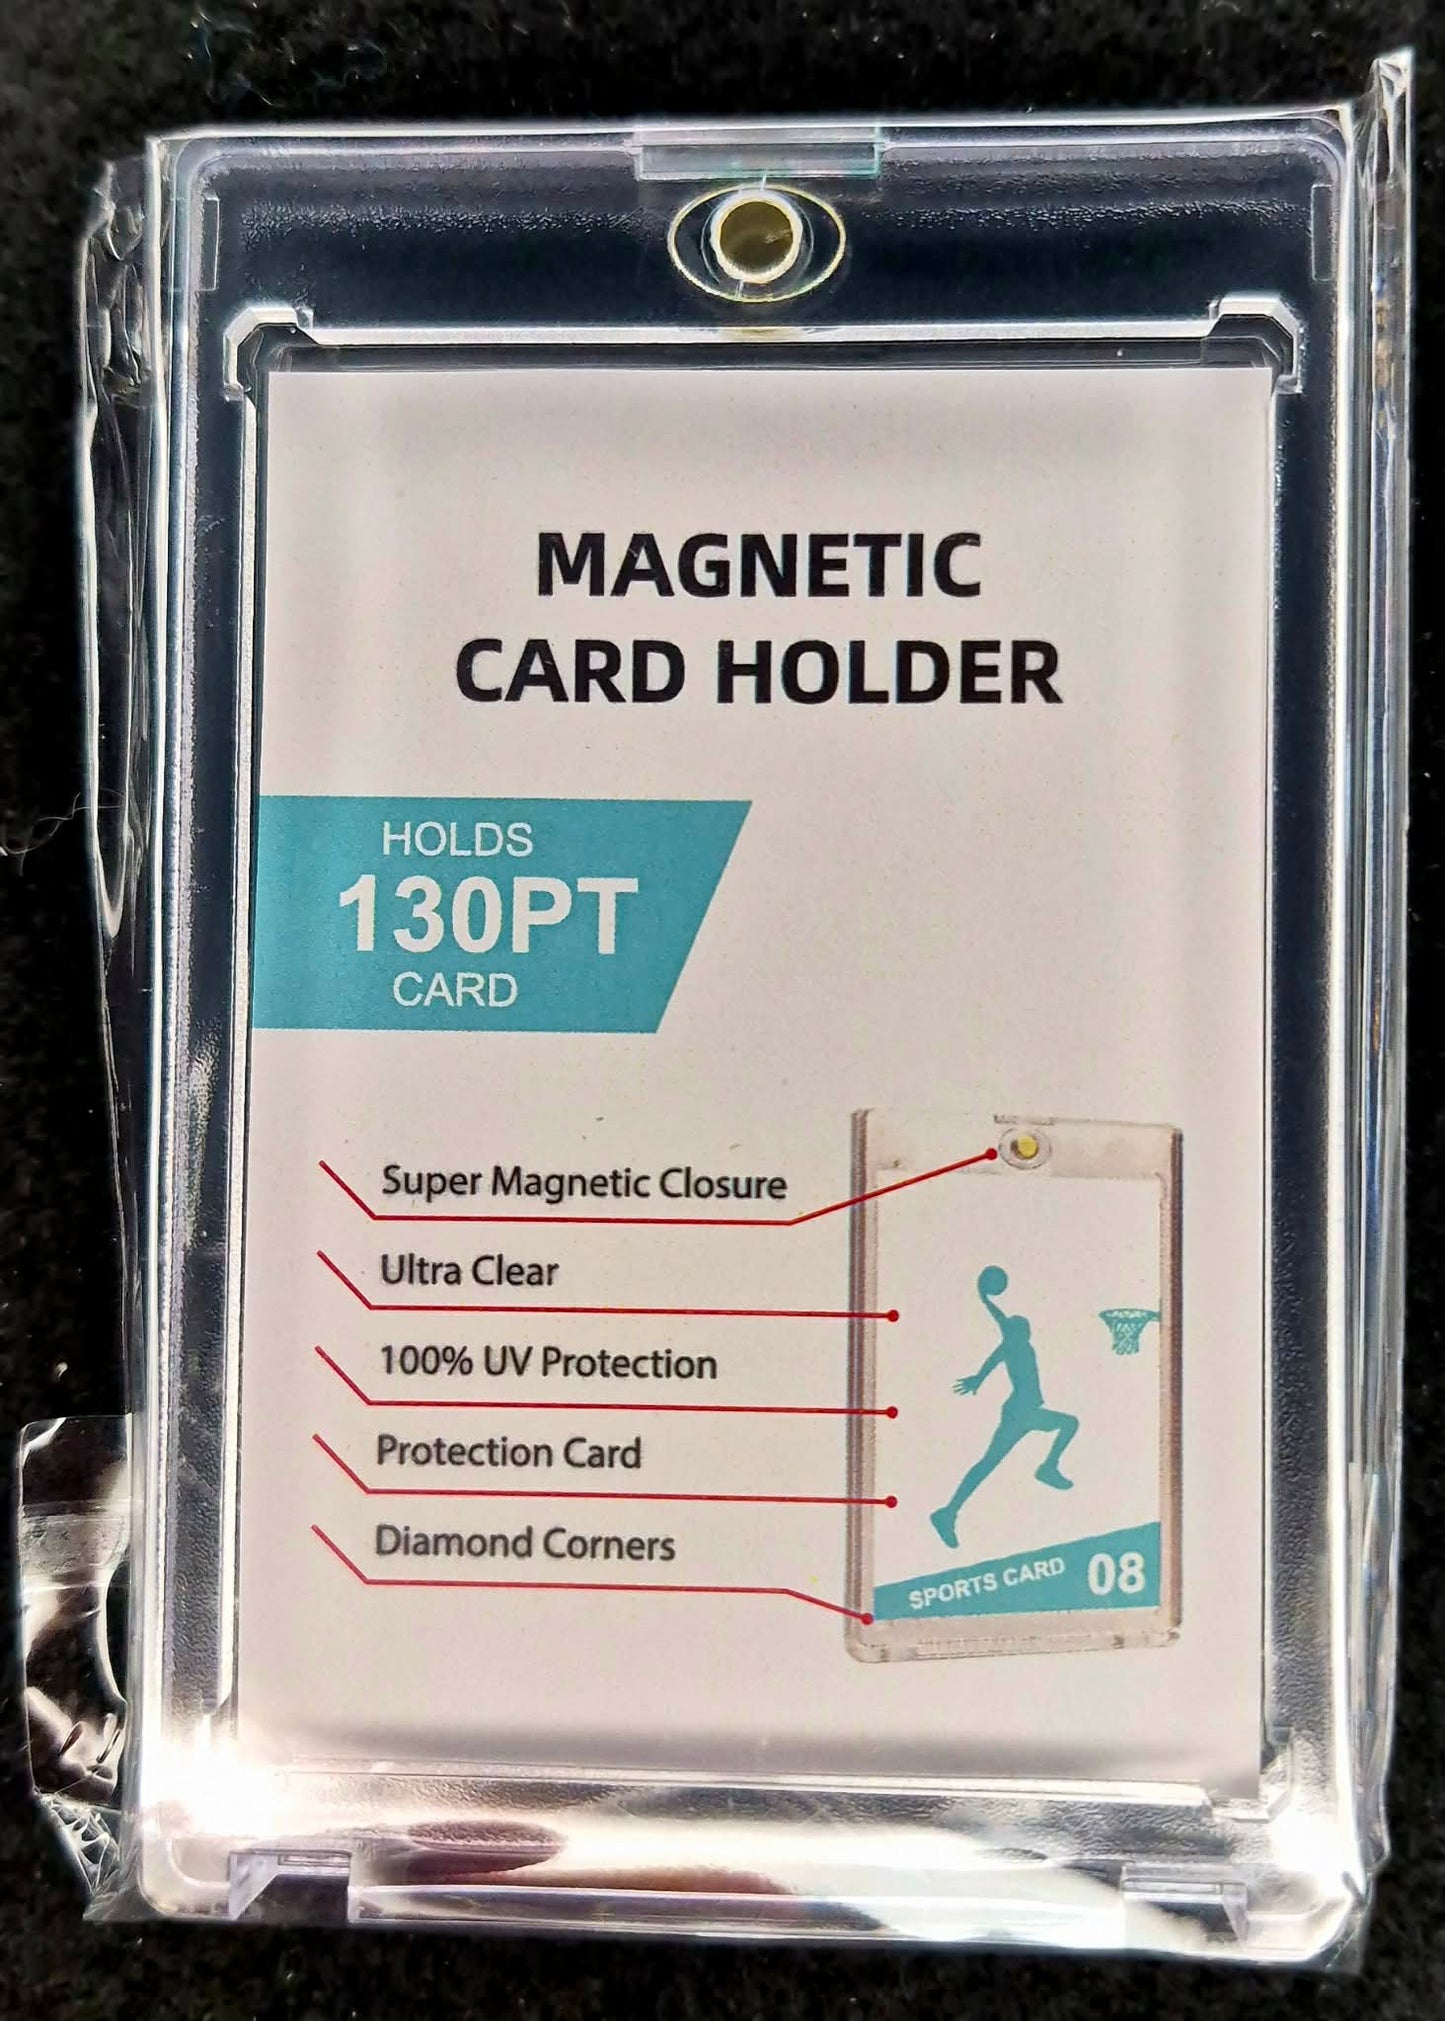 MAGNETIC
CARD HOLDER
HOLDS
130PT
CARD
Super Magnetic Closure
Ultra Clear
100% UV Protection
Protection Card
Diamond Corners
SPORTS CARD 08